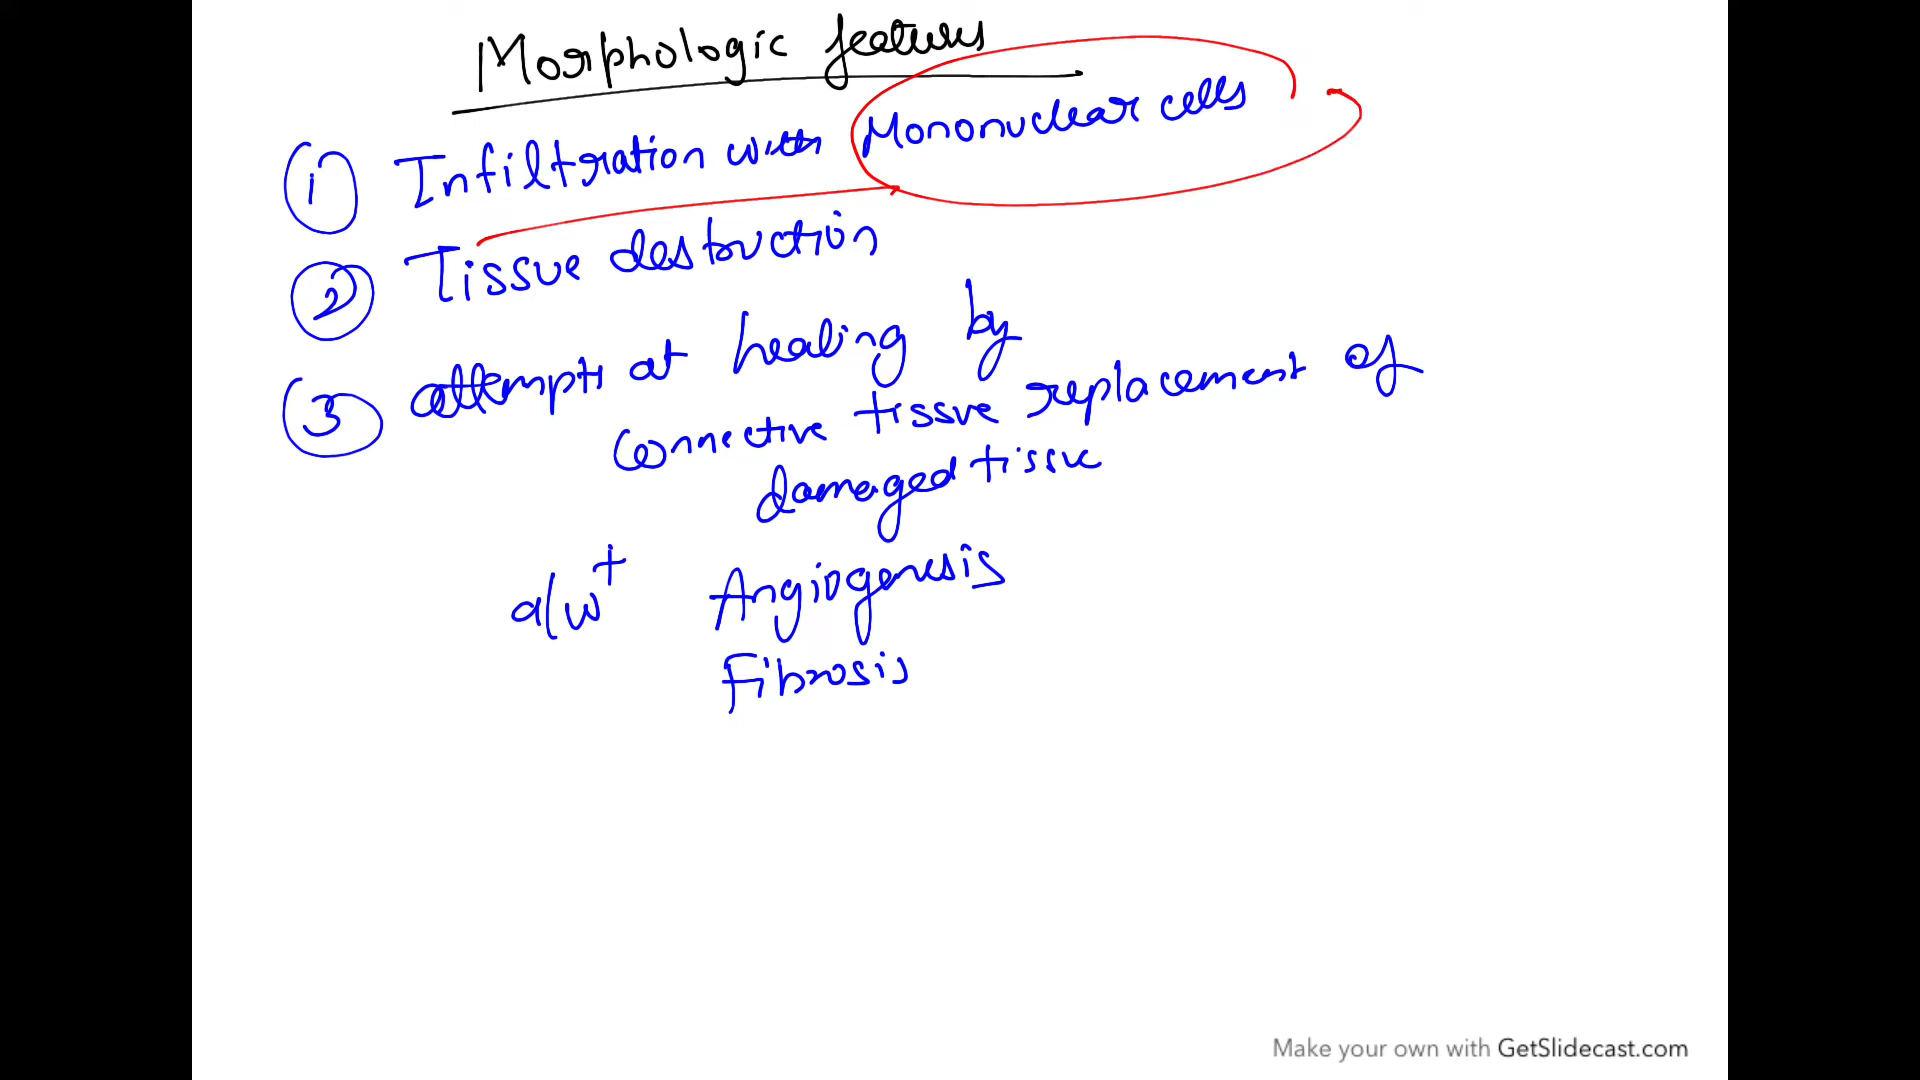 Morphologic features
1 Infiltration with Mononuclear cells
2 Tissue destruction
3 attempts at healing by
connective tissue replacement of
damaged tissue
a/w+ Angiogenesis
Fibrosis
Make your own with GetSlidecast.com